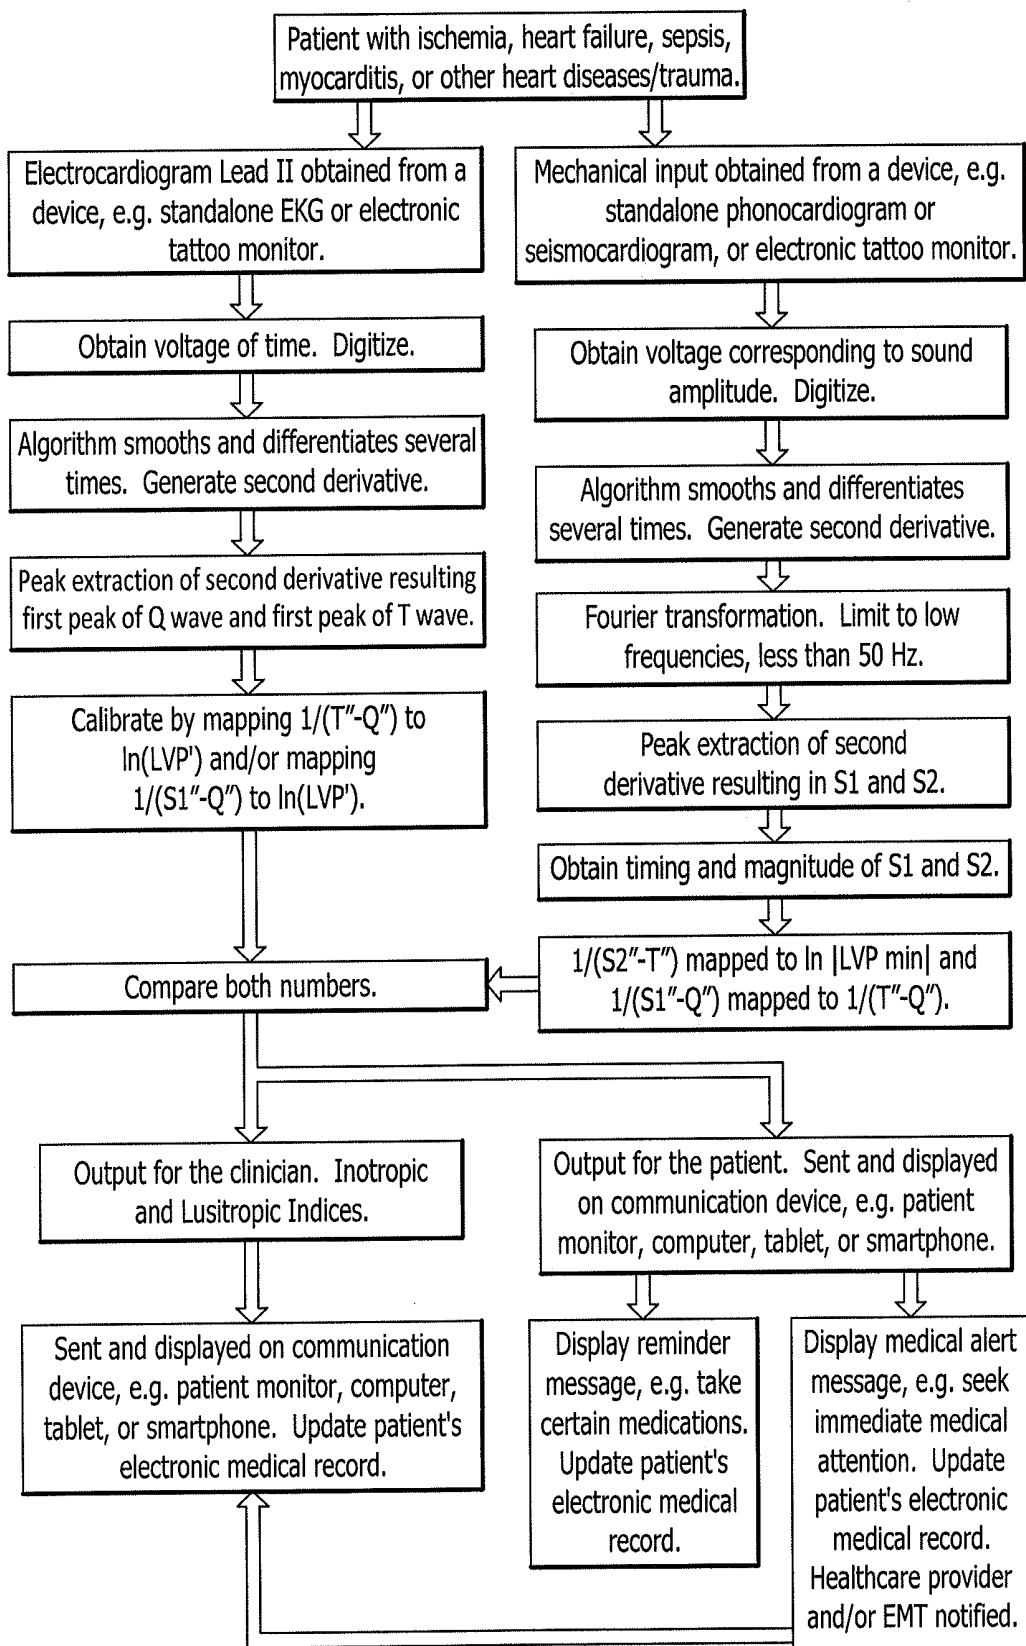 Patient with ischemia, heart failure, sepsis,
myocarditis, or other heart diseases/trauma.
Electrocardiogram Lead II obtained from a
device, e.g. standalone EKG or electronic
tattoo monitor.
Obtain voltage of time. Digitize.
Algorithm smooths and differentiates several
times. Generate second derivative.
Peak extraction of second derivative resulting
first peak of Q wave and first peak of T wave.
Calibrate by mapping 1/(T"-Q") to
ln(LVP') and/or mapping
1/(S1"-Q") to ln(LVP').
Mechanical input obtained from a device, e.g.
standalone phonocardiogram or
seismocardiogram, or electronic tattoo monitor.
Obtain voltage corresponding to sound
amplitude. Digitize.
Algorithm smooths and differentiates
several times. Generate second derivative.
Fourier transformation. Limit to low
frequencies, less than 50 Hz.
Peak extraction of second
derivative resulting in S1 and S2.
Obtain timing and magnitude of S1 and S2.
1/(S2"-T") mapped to ln |LVP min| and
1/(S1"-Q") mapped to 1/(T"-Q").
Compare both numbers.
Output for the clinician. Inotropic
and Lusitropic Indices.
Sent and displayed on communication
device, e.g. patient monitor, computer,
tablet, or smartphone. Update patient's
electronic medical record.
Output for the patient. Sent and displayed
on communication device, e.g. patient
monitor, computer, tablet, or smartphone.
Display reminder
message, e.g. take
certain medications.
Update patient's
electronic medical
record.
Display medical alert
message, e.g. seek
immediate medical
attention. Update
patient's electronic
medical record.
Healthcare provider
and/or EMT notified.